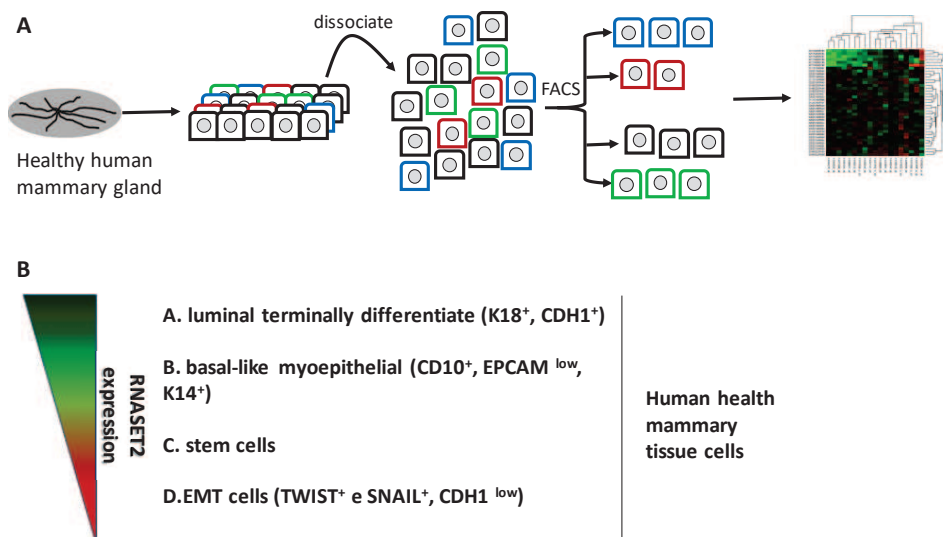 A
dissociate
FACS
Healthy human
mammary gland
B
RNASET2
expression
A. luminal terminally differentiate (K18+, CDH1+)
B. basal-like myoepithelial (CD10+, EPCAM low,
K14+)
C. stem cells
D.EMT cells (TWIST+ e SNAIL+, CDH1 low)
Human health
mammary
tissue cells